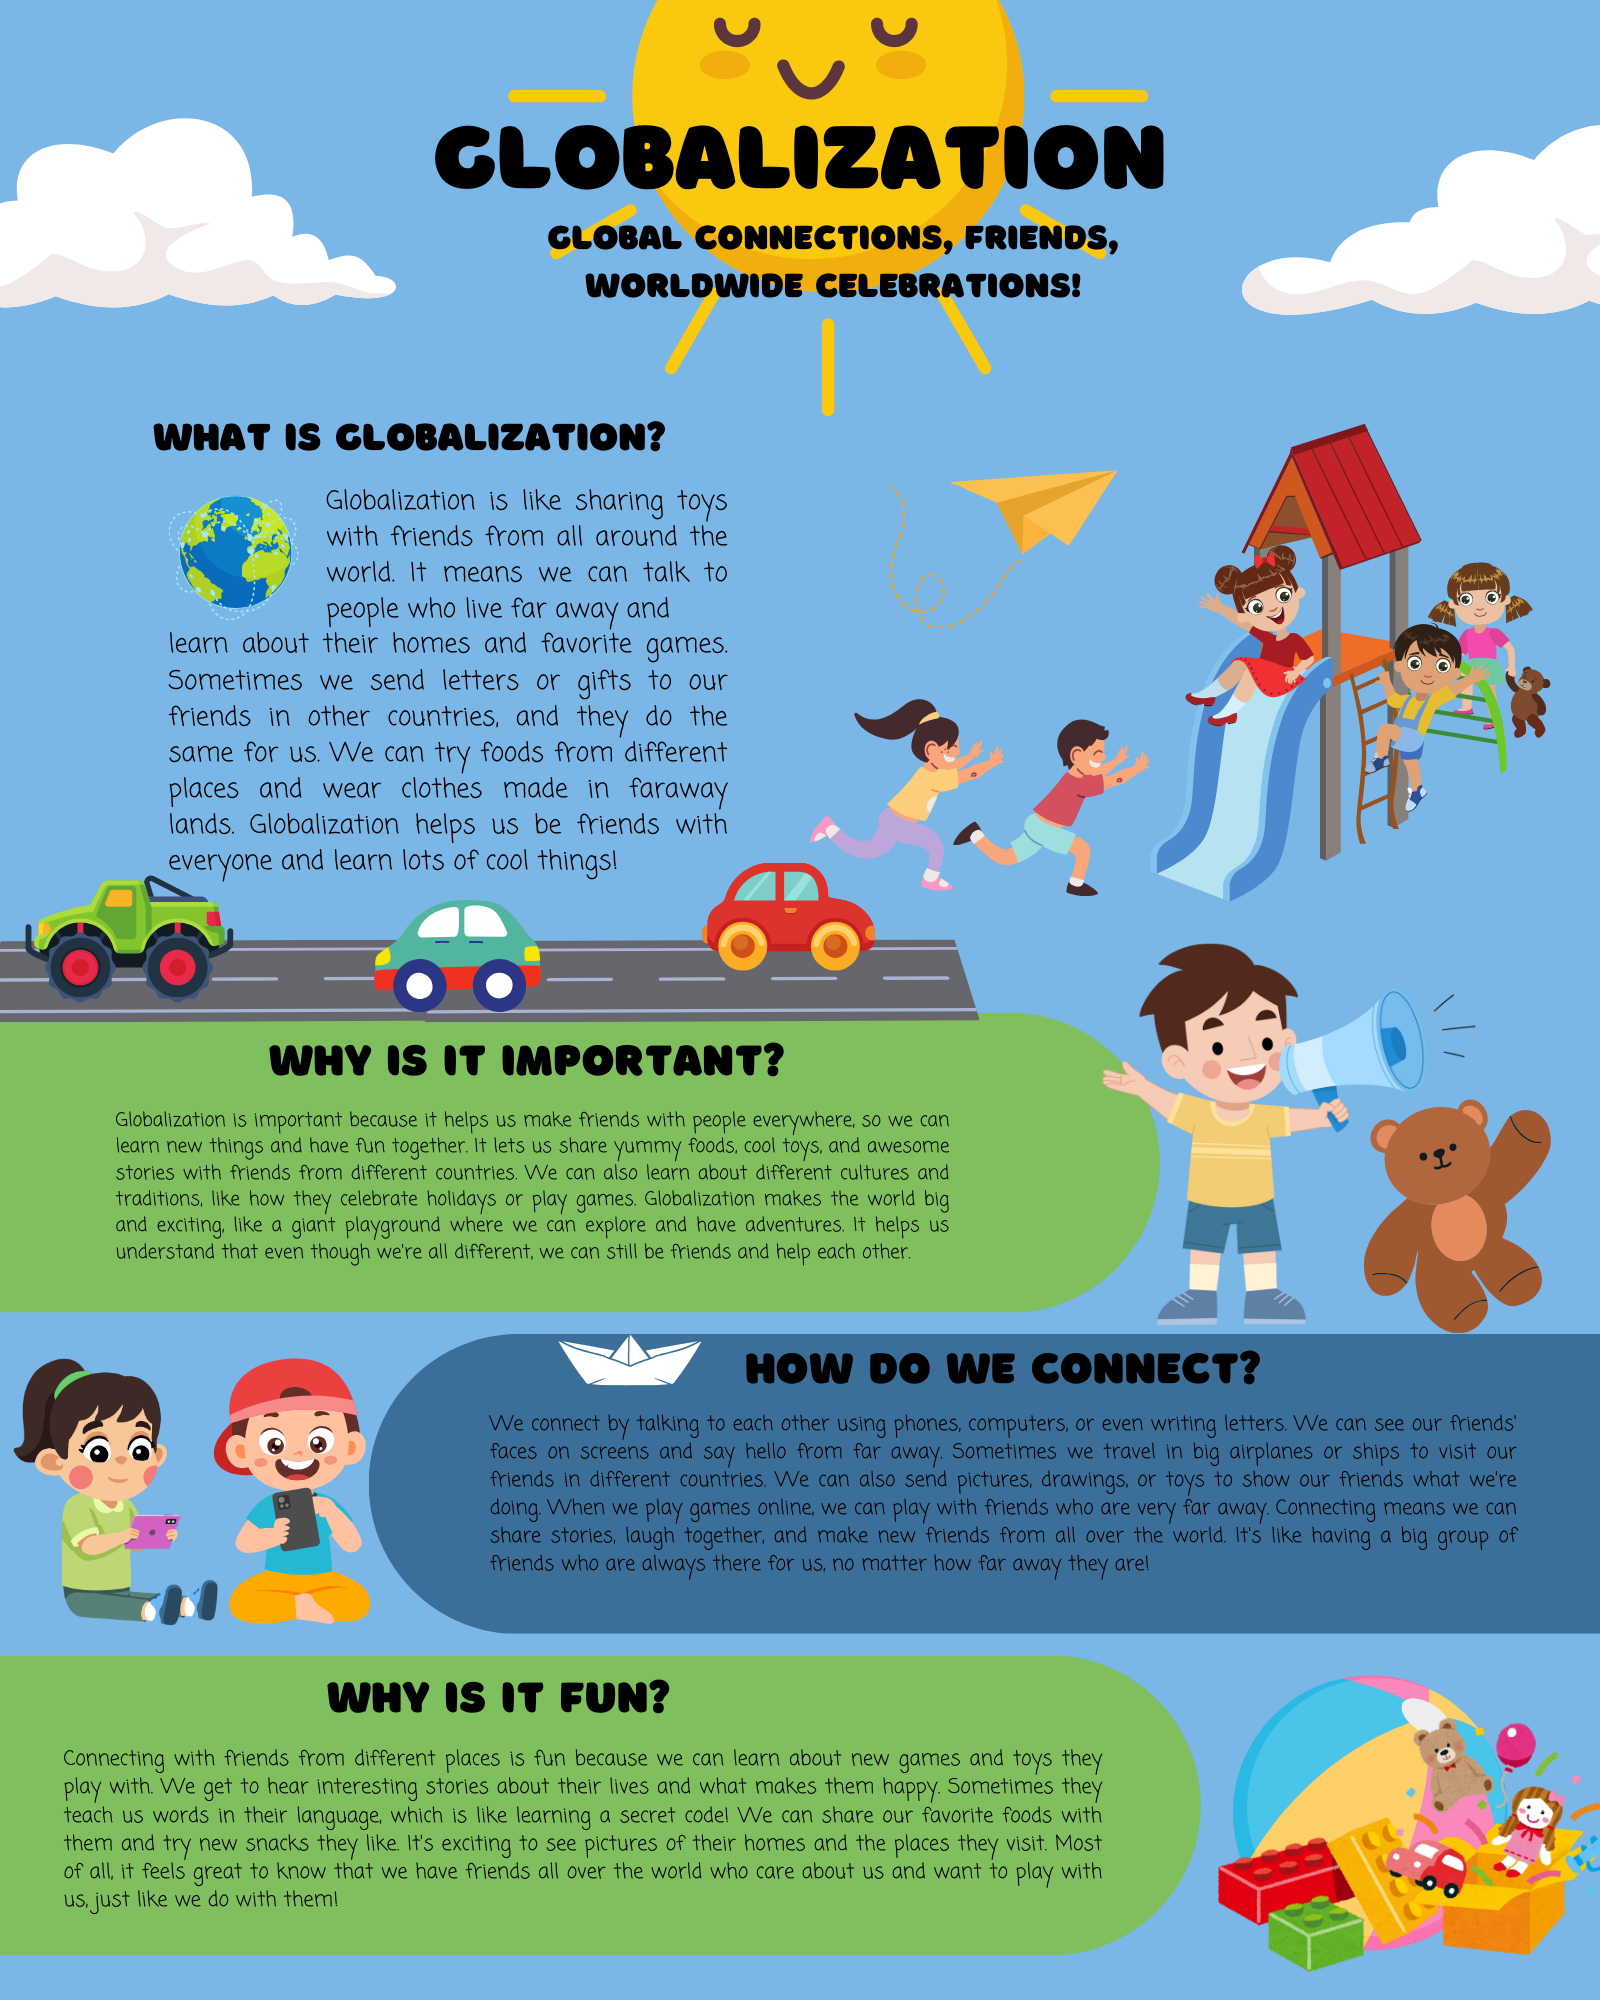 GLOBALIZATION
GLOBAL CONNECTIONS, FRIENDS,
WORLDWIDE CELEBRATIONS!
WHAT IS GLOBALIZATION?
Globalization is like sharing toys
with friends from all around the
world. It means we can talk to
people who live far away and
learn about their homes and favorite games.
Sometimes we send letters or gifts to our
friends in other countries, and they do the
same for us. We can try foods from different
places and wear clothes made in faraway
lands. Globalization helps us be friends with
everyone and learn lots of cool things!
WHY IS IT IMPORTANT?
Globalization is important because it helps us make friends with people everywhere, so we can
learn new things and have fun together. It lets us share yummy foods, cool toys, and awesome
stories with friends from different countries. We can also learn about different cultures and
traditions, like how they celebrate holidays or play games. Globalization makes the world big
and exciting, like a giant playground where we can explore and have adventures. It helps us
understand that even though we're all different, we can still be friends and help each other.
HOW DO WE CONNECT?
We connect by talking to each other using phones, computers, or even writing letters. We can see our friends'
faces on screens and say hello from far away. Sometimes we travel in big airplanes or ships to visit our
friends in different countries. We can also send pictures, drawings, or toys to show our friends what we're
doing. When we play games online, we can play with friends who are very far away. Connecting means we can
share stories, laugh together, and make new friends from all over the world. It's like having a big group of
friends who are always there for us, no matter how far away they are!
WHY IS IT FUN?
Connecting with friends from different places is fun because we can learn about new games and toys they
play with. We get to hear interesting stories about their lives and what makes them happy. Sometimes they
teach us words in their language, which is like learning a secret code! We can share our favorite foods with
them and try new snacks they like. It's exciting to see pictures of their homes and the places they visit. Most
of all, it feels great to know that we have friends all over the world who care about us and want to play with
us, just like we do with them!